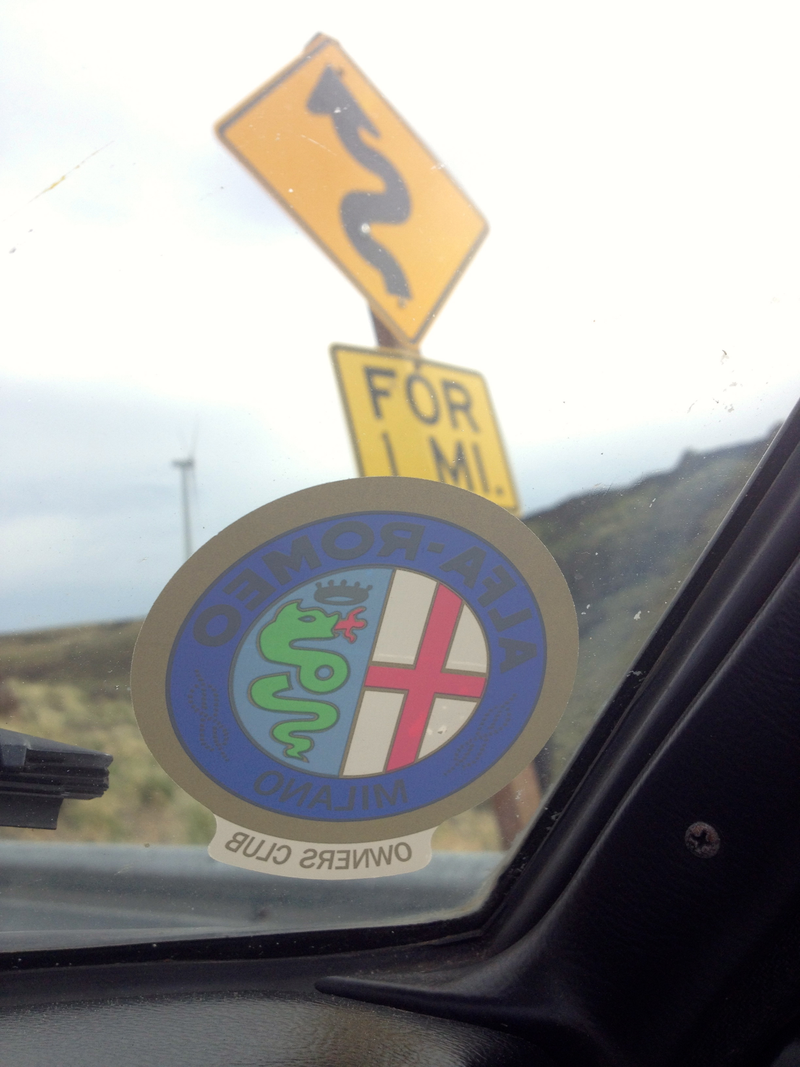 FOR
1 MI.
ALFA-ROMEO
MILANO
OWNERS CLUB